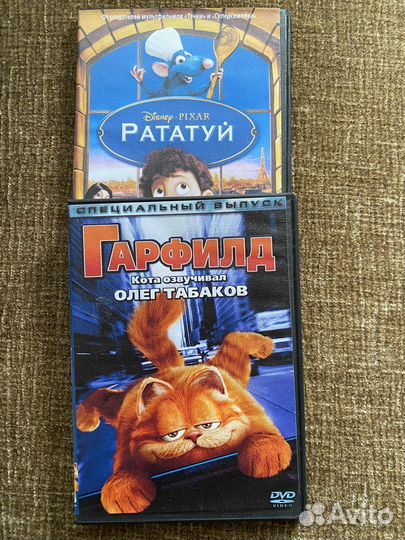 От создателей мультфильмов «Тачки» и «Суперсемейка»
Disney · PIXAR
РАТАТУЙ
СПЕЦИАЛЬНЫЙ ВЫПУСК
ГАРФИЛД
Кота озвучивал
ОЛЕГ ТАБАКОВ
DVD
VIDEO
Avito